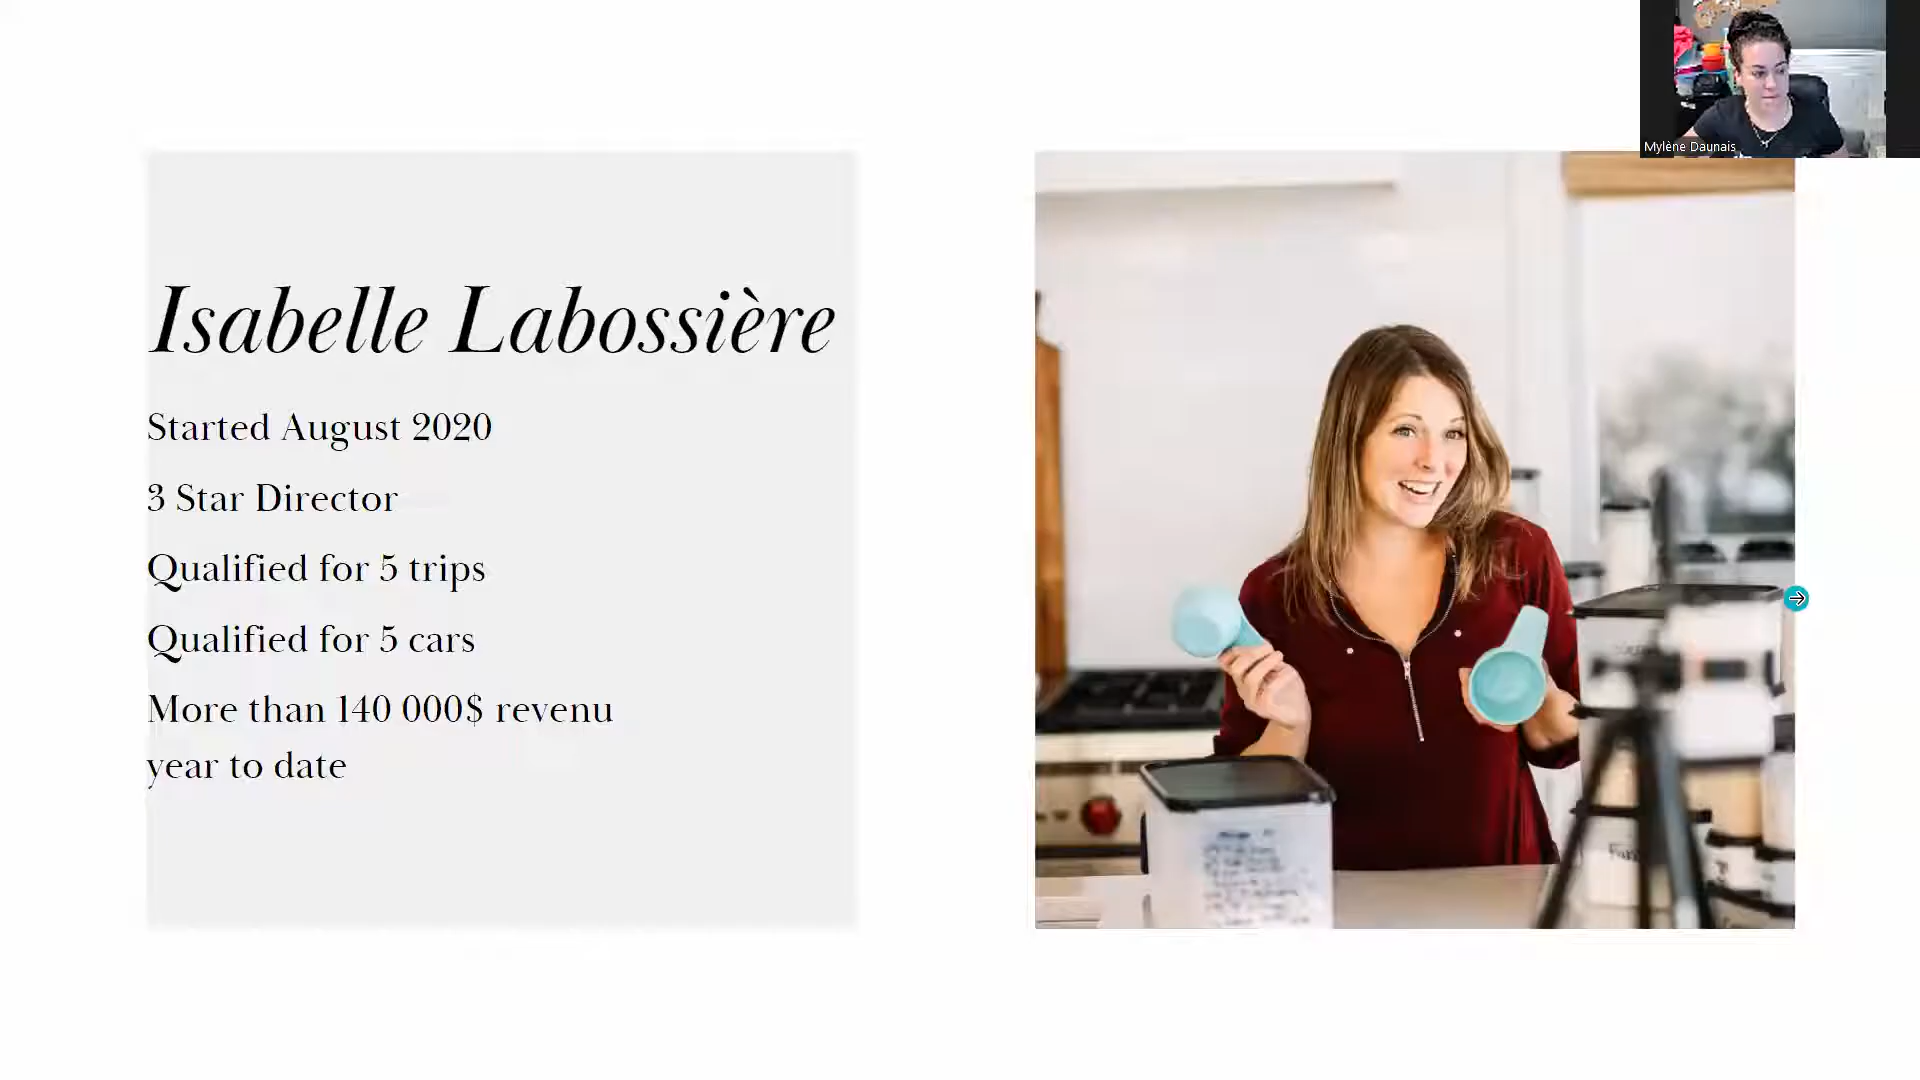 Mylène Daunais
Isabelle Labossière
Started August 2020
3 Star Director
Qualified for 5 trips
Qualified for 5 cars
More than 140 000$ revenu
year to date